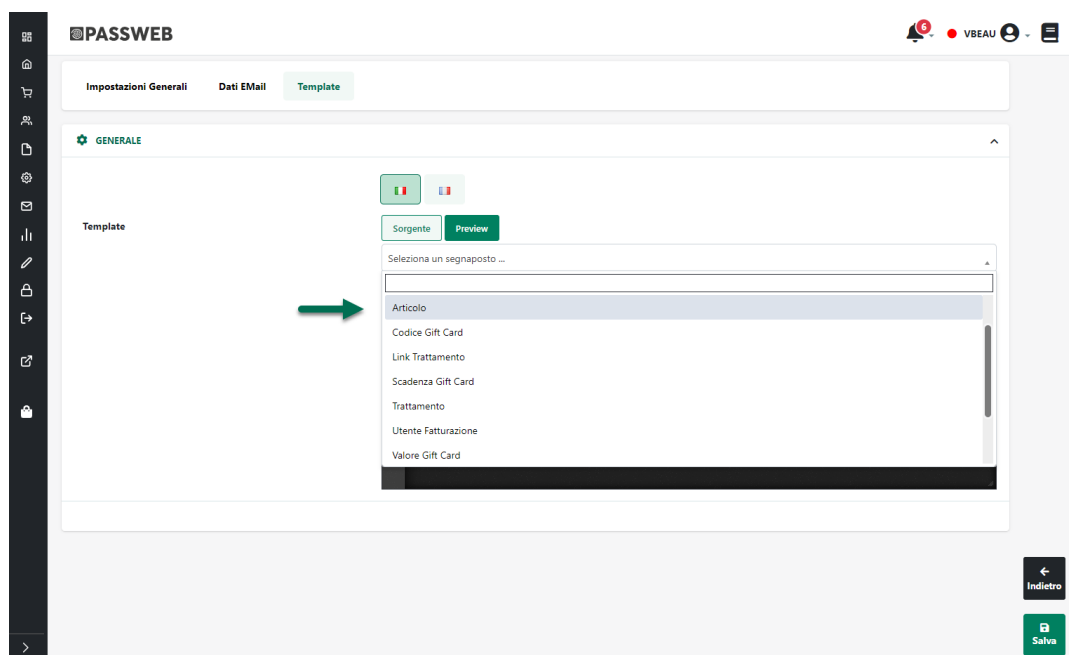 PASSWEB
6
VBEAU
Impostazioni Generali
Dati EMail
Template
GENERALE
Template
Sorgente
Preview
Seleziona un segnaposto ...
Articolo
Codice Gift Card
Link Trattamento
Scadenza Gift Card
Trattamento
Utente Fatturazione
Valore Gift Card
Indietro
Salva